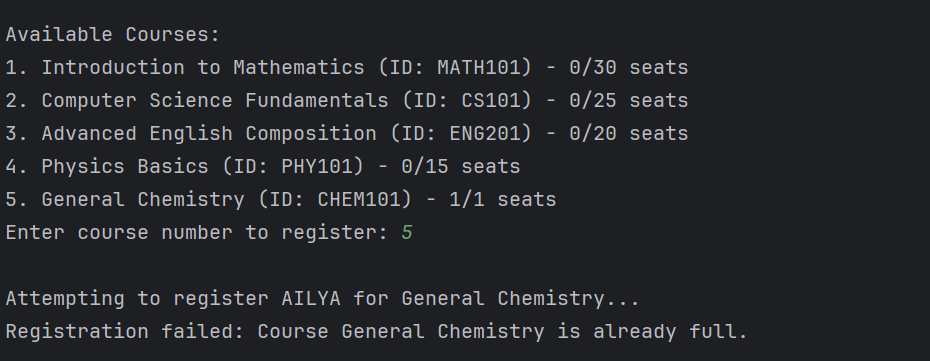 Available Courses:
1. Introduction to Mathematics (ID: MATH101) - 0/30 seats
2. Computer Science Fundamentals (ID: CS101) - 0/25 seats
3. Advanced English Composition (ID: ENG201) - 0/20 seats
4. Physics Basics (ID: PHY101) - 0/15 seats
5. General Chemistry (ID: CHEM101) - 1/1 seats
Enter course number to register: 5
Attempting to register AILYA for General Chemistry...
Registration failed: Course General Chemistry is already full.